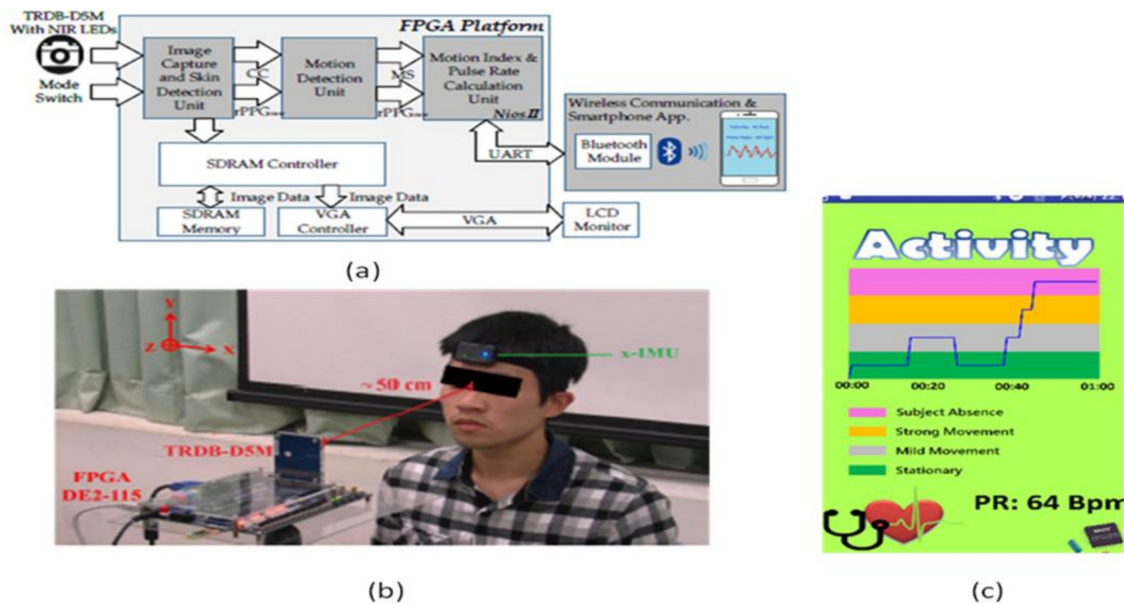 TRDB-D5M
With NIR LEDs
Mode
Switch
FPGA Platform
Image
Capture
and Skin
Detection
Unit
CC
rPPG
Motion
Detection
Unit
MS
rPPG
Motion Index &
Pulse Rate
Calculation
Unit
Nios II
SDRAM Controller
Image Data
Image Data
SDRAM
Memory
VGA
Controller
UART
VGA
LCD
Monitor
Wireless Communication &
Smartphone App.
Bluetooth
Module
(a)
Y
Z
X
x-IMU
~ 50 cm
TRDB-D5M
FPGA
DE2-115
(b)
Activity
00:00
00:20
00:40
01:00
Subject Absence
Strong Movement
Mild Movement
Stationary
PR: 64 Bpm
(c)